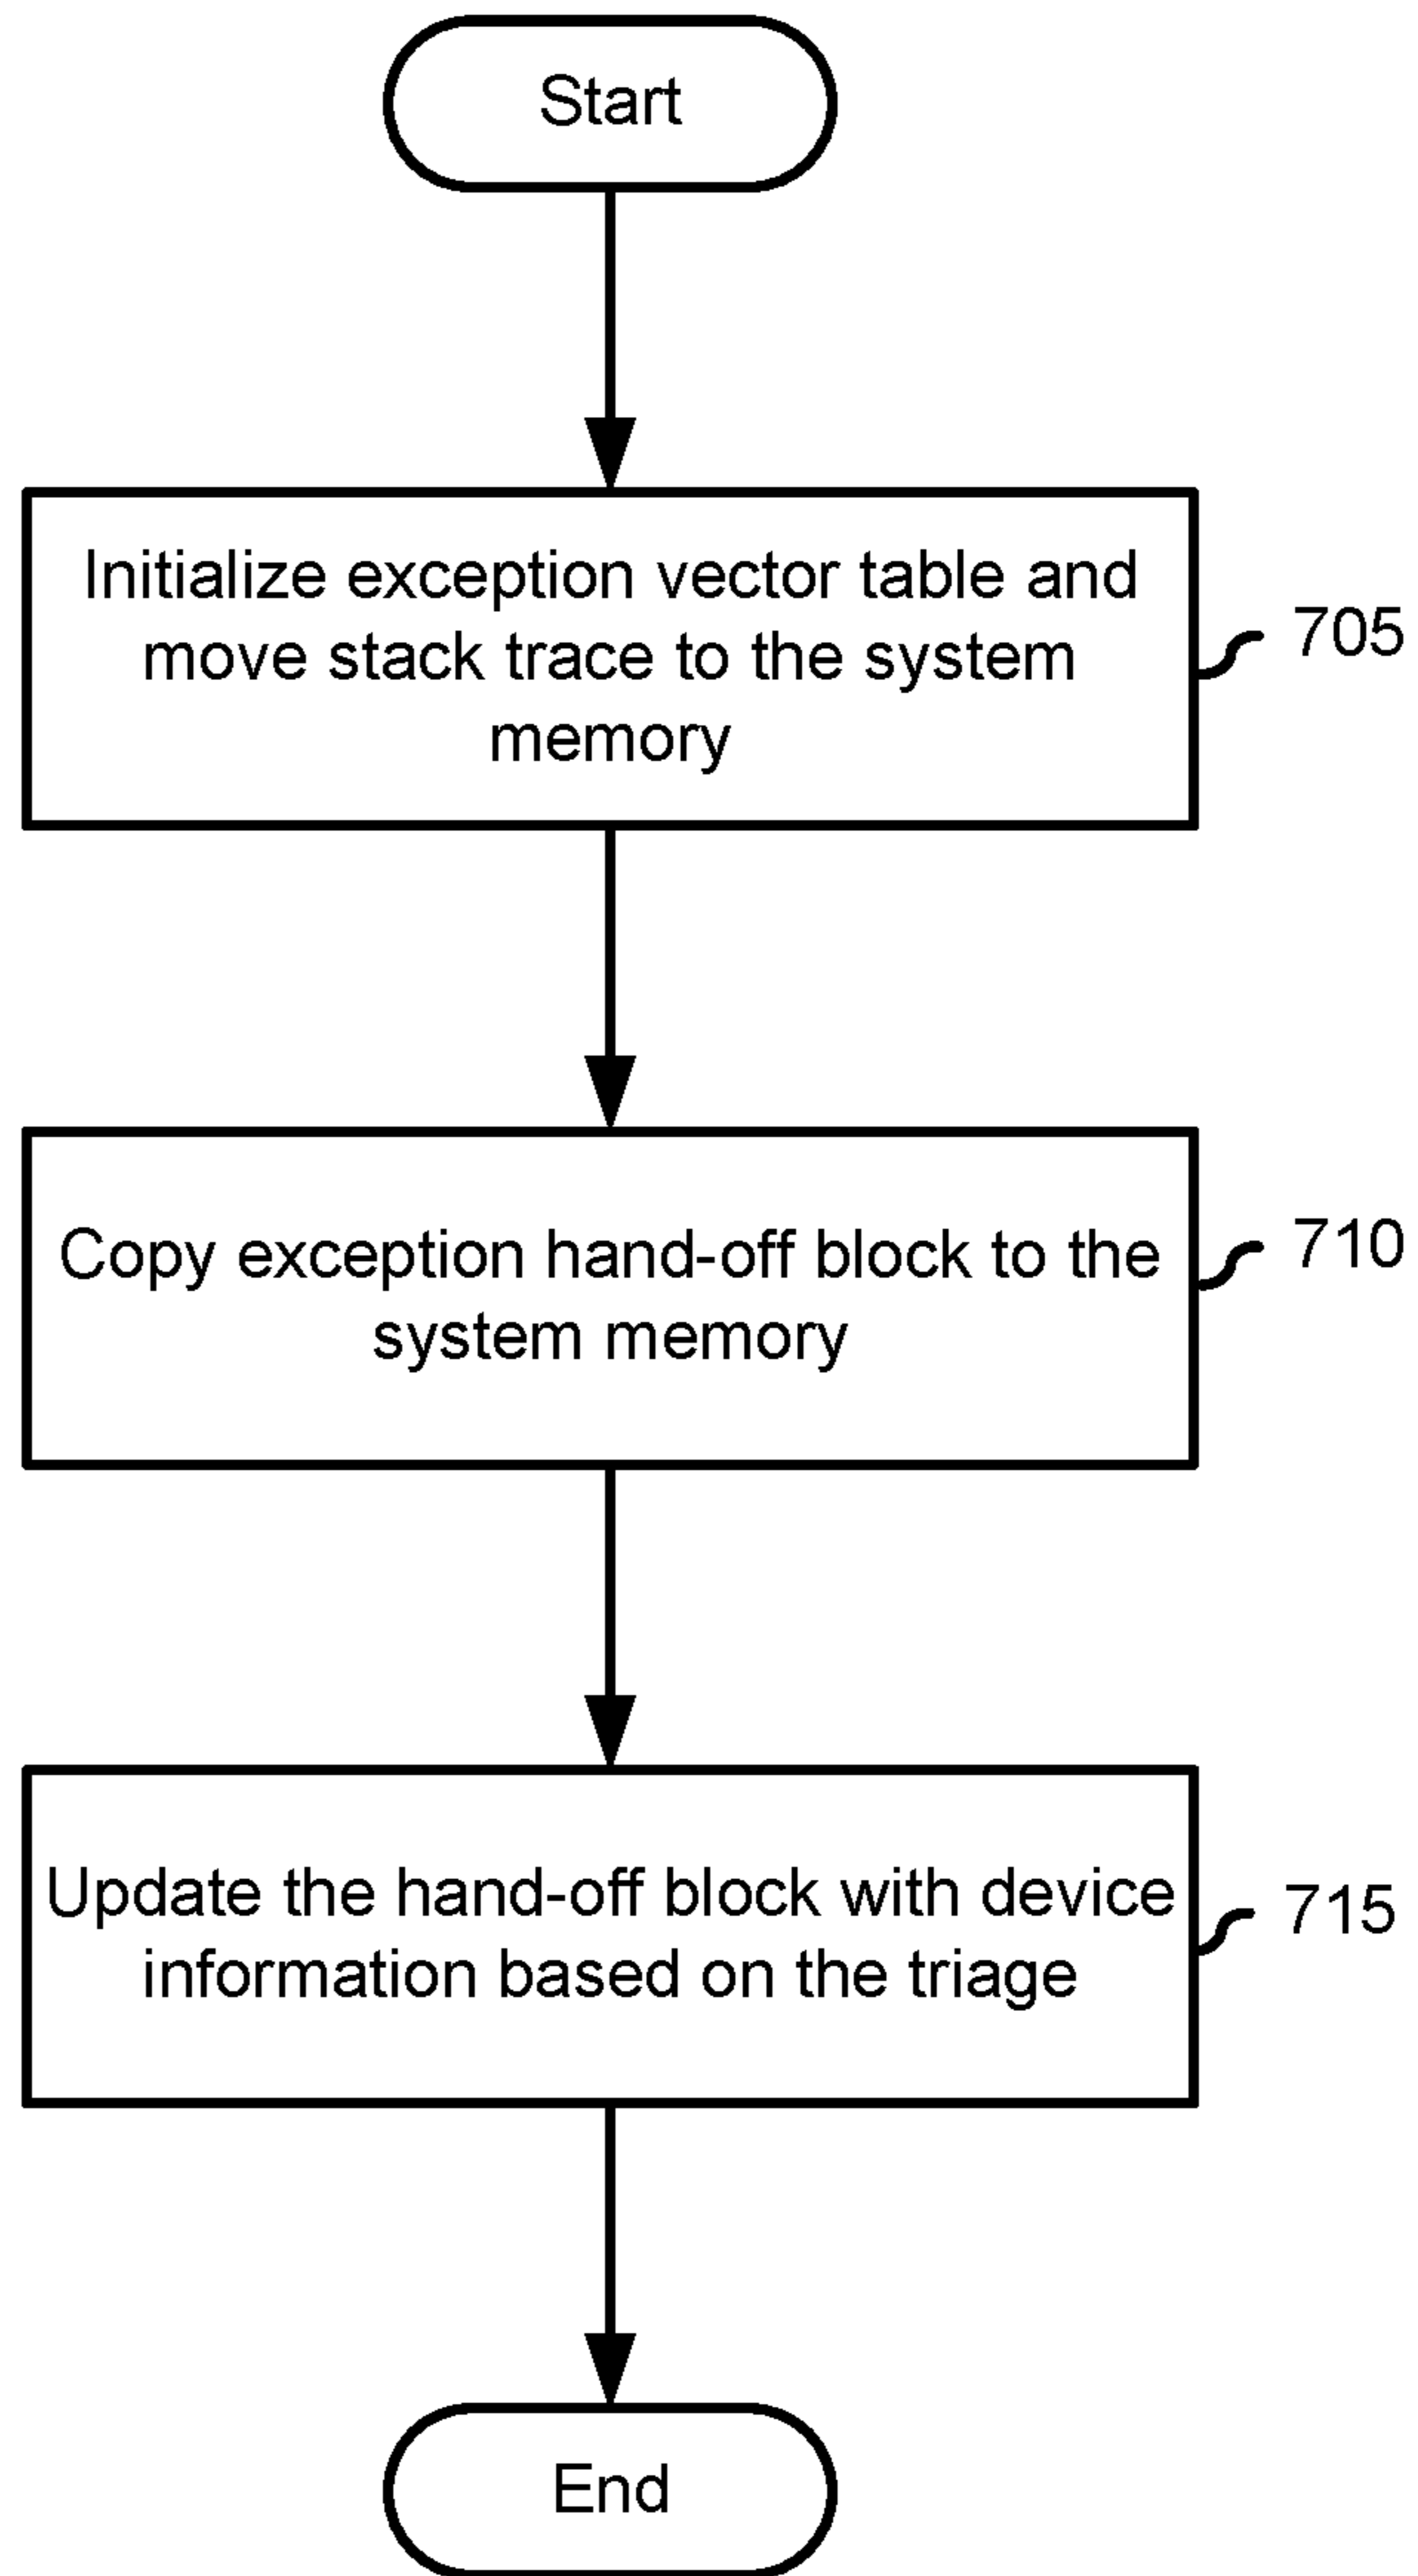 Start
Initialize exception vector table and
move stack trace to the system
memory
705
Copy exception hand-off block to the
system memory
710
Update the hand-off block with device
information based on the triage
715
End